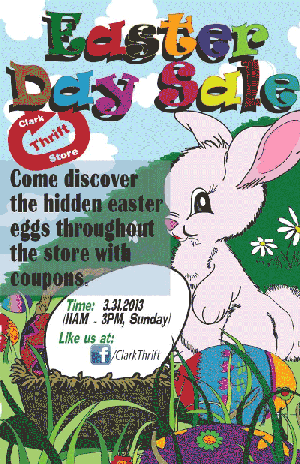 Easter
Day Sale
Clark
Thrift
Store
Come discover
the hidden easter
eggs throughout
the store with
coupons.
Time: 3.31.2013
(11AM - 3PM, Sunday)
Like us at:
f/ClarkThrift